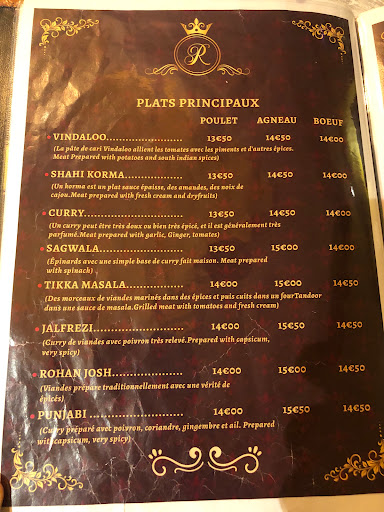 R
PLATS PRINCIPAUX
POULET AGNEAU BOEUF
VINDALOO........................ 13€50 14€50 14€00
(La pâte de cari Vindaloo allient les tomates avec les piments et d'autres épices.
Meat Prepared with potatoes and south indian spices)
SHAHI KORMA.................. 13€50 14€50 14€00
(Un korma est un plat sauce épaisse, des amandes, des noix de
cajou.Meat prepared with fresh cream and dryfruits)
CURRY............................... 13€50 14€50 14€00
(Un curry peut être très doux ou bien très épicé, et il est généralement très
parfumé.Meat prepared with garlic, Ginger, tomates)
SAGWALA........................... 13€50 15€00 14€00
(Épinards avec une simple base de curry fait maison. Meat prepared
with spinach)
TIKKA MASALA................. 14€00 15€50 14€50
(Des morceaux de viandes marinés dans des épices et puis cuits dans un fourTandoor
dans une sauce de masala.Grilled meat with tomatoes and fresh cream)
JALFREZI........................... 14€00 15€50 14€50
(Curry de viandes avec poivron très relevé.Prepared with capsicum,
very spicy)
ROHAN JOSH..................... 14€00 15€00 14€50
(Viandes prépare traditionnellement avec une vérité de
épicés)
PUNJABI ........................... 14€00 15€50 14€50
(Curry préparé avec poivron, coriandre, gingembre et ail. Prepared
with capsicum, very spicy)